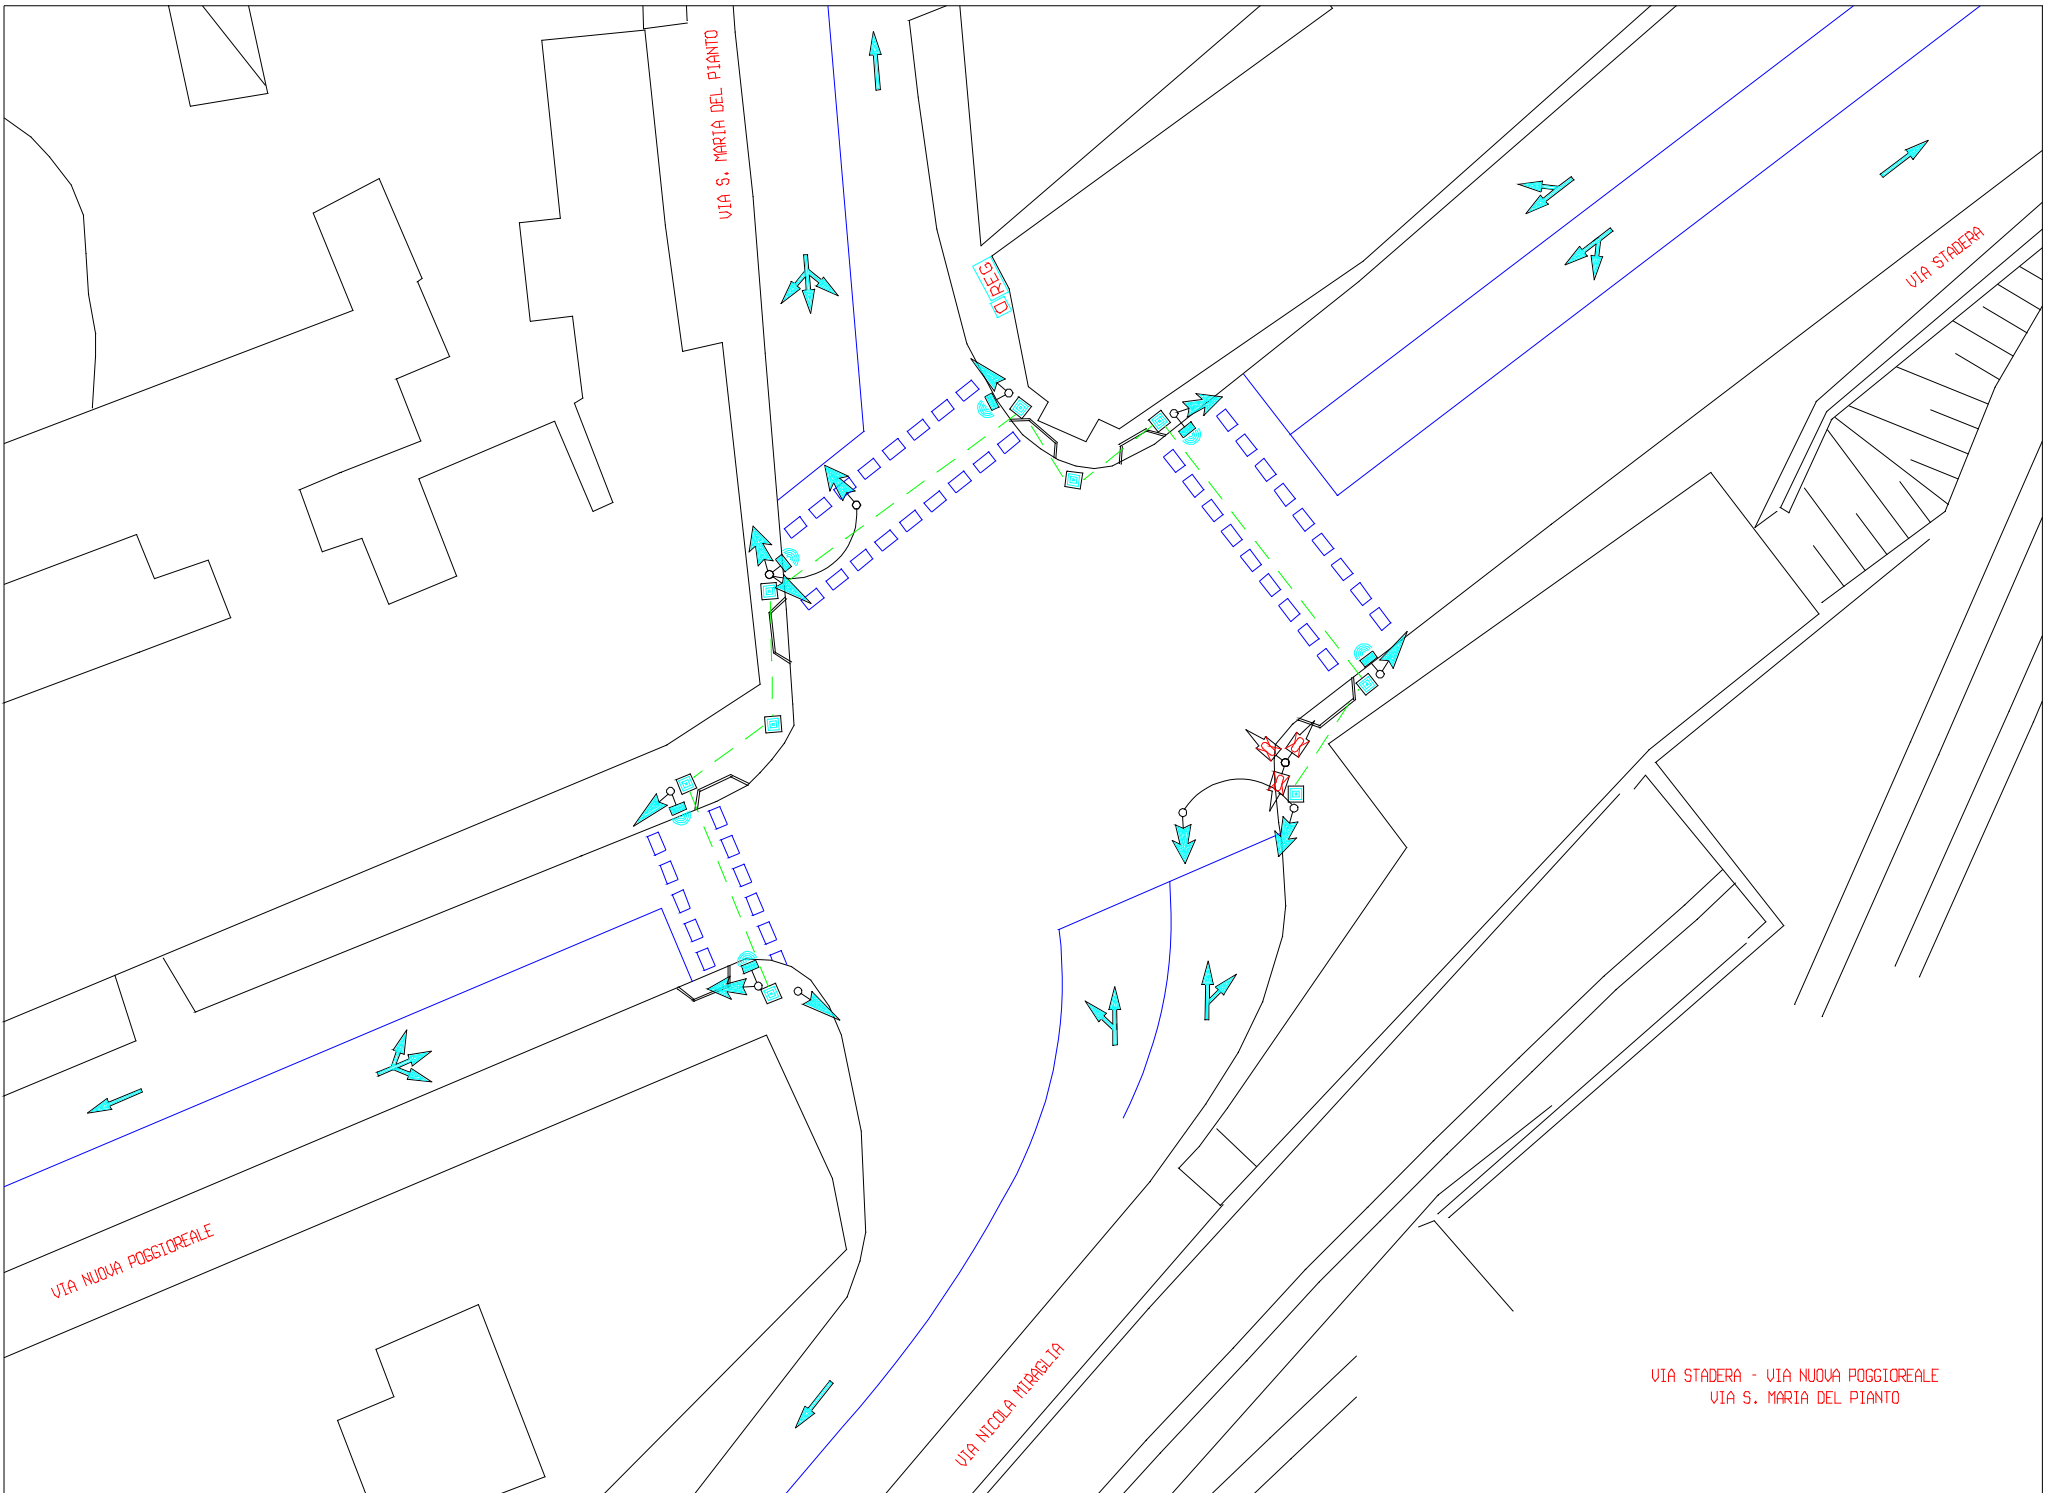 VIA S. MARIA DEL PIANTO
REG
VIA STADERA
VIA NUOVA POGGIOREALE
VIA NICOLA MIRAGLIA
VIA STADERA - VIA NUOVA POGGIOREALE
VIA S. MARIA DEL PIANTO